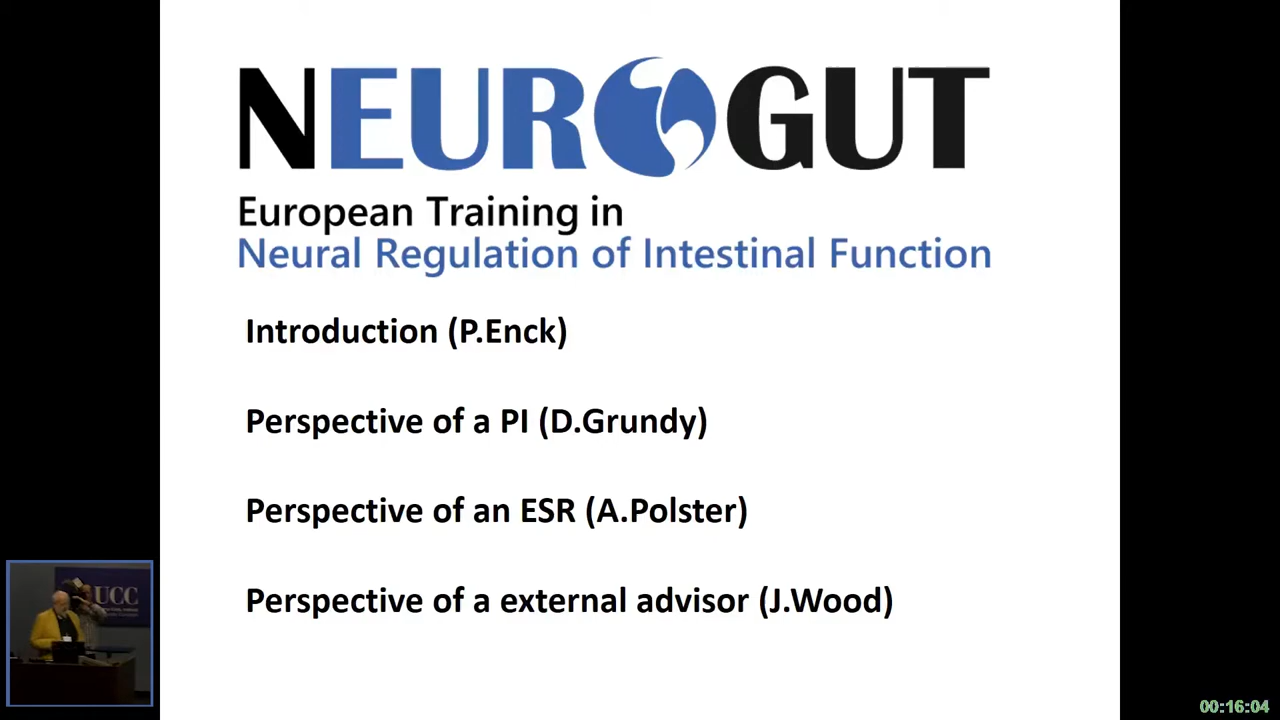 NEUROGUT
European Training in
Neural Regulation of Intestinal Function
Introduction (P.Enck)
Perspective of a PI (D.Grundy)
Perspective of an ESR (A.Polster)
Perspective of a external advisor (J.Wood)
UCC
00:16:04